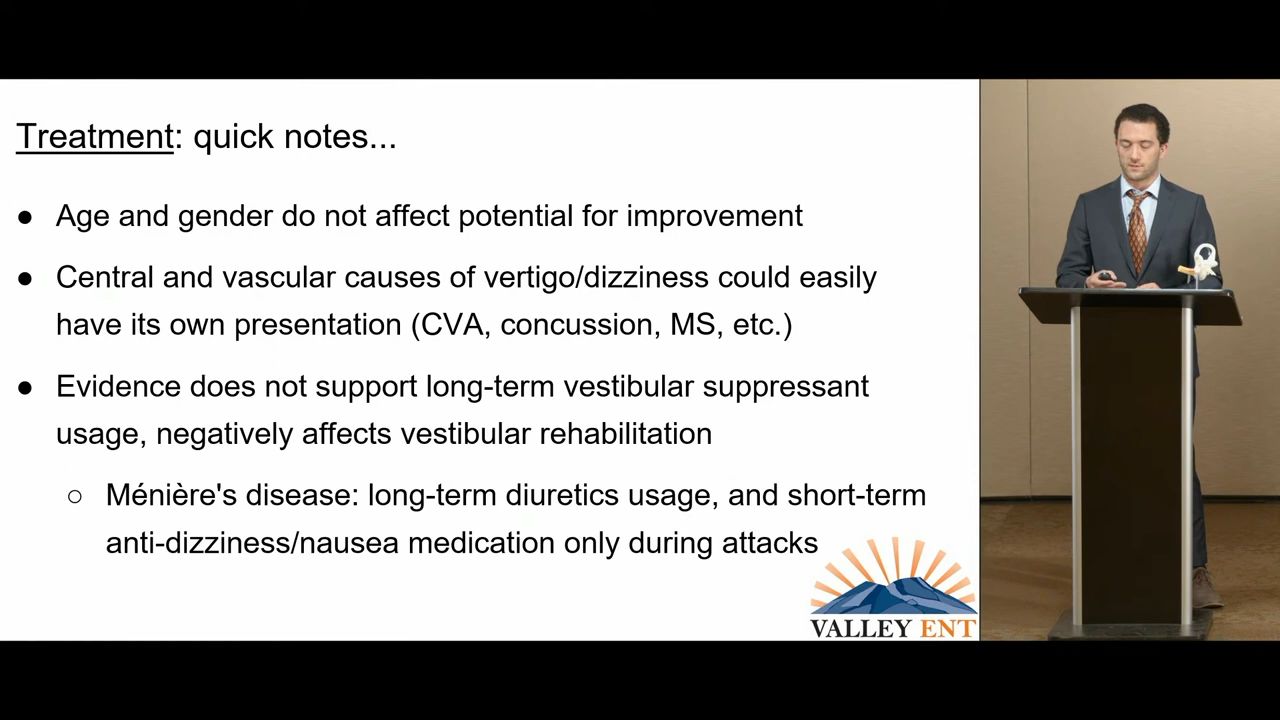 Treatment: quick notes...
● Age and gender do not affect potential for improvement
● Central and vascular causes of vertigo/dizziness could easily
have its own presentation (CVA, concussion, MS, etc.)
● Evidence does not support long-term vestibular suppressant
usage, negatively affects vestibular rehabilitation
○ Ménière's disease: long-term diuretics usage, and short-term
anti-dizziness/nausea medication only during attacks
VALLEY ENT